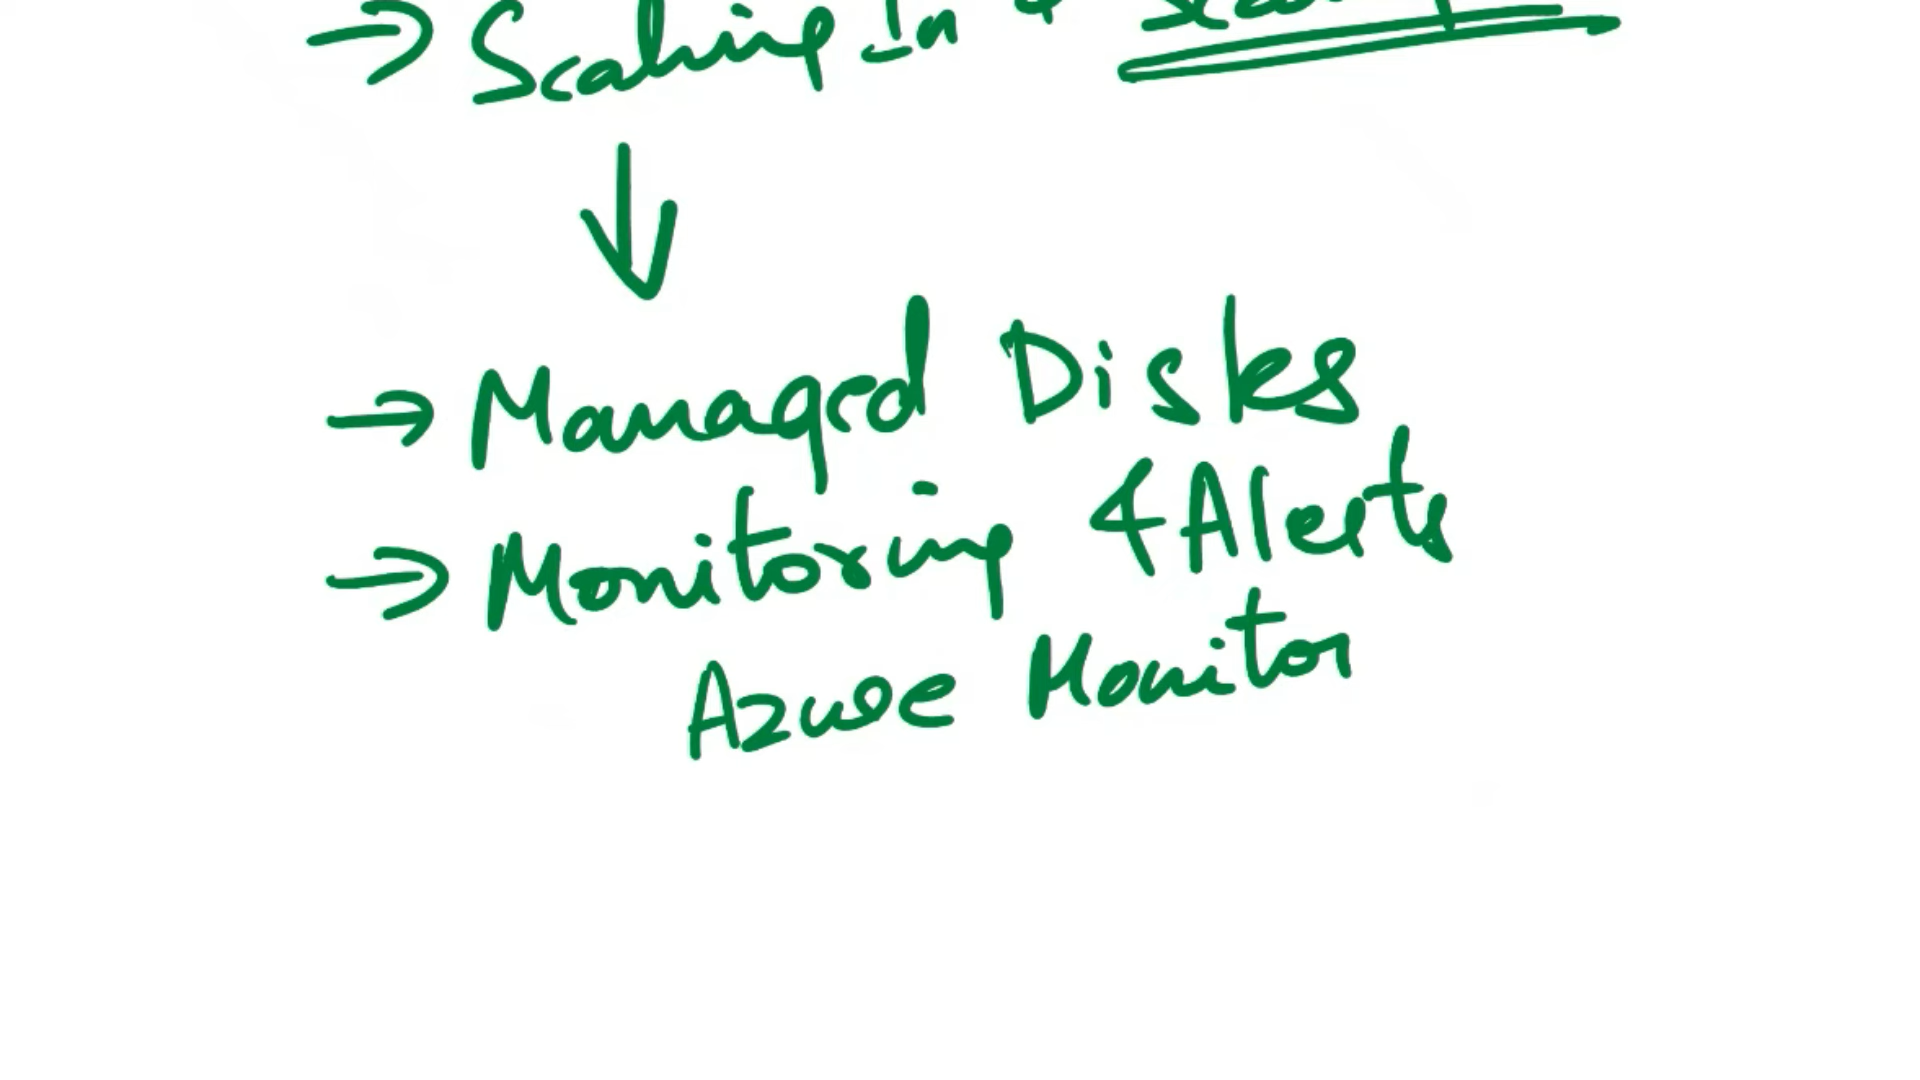 → Scaling In &
↓
→ Managed Disks
→ Monitoring & Alerts
Azure Monitor